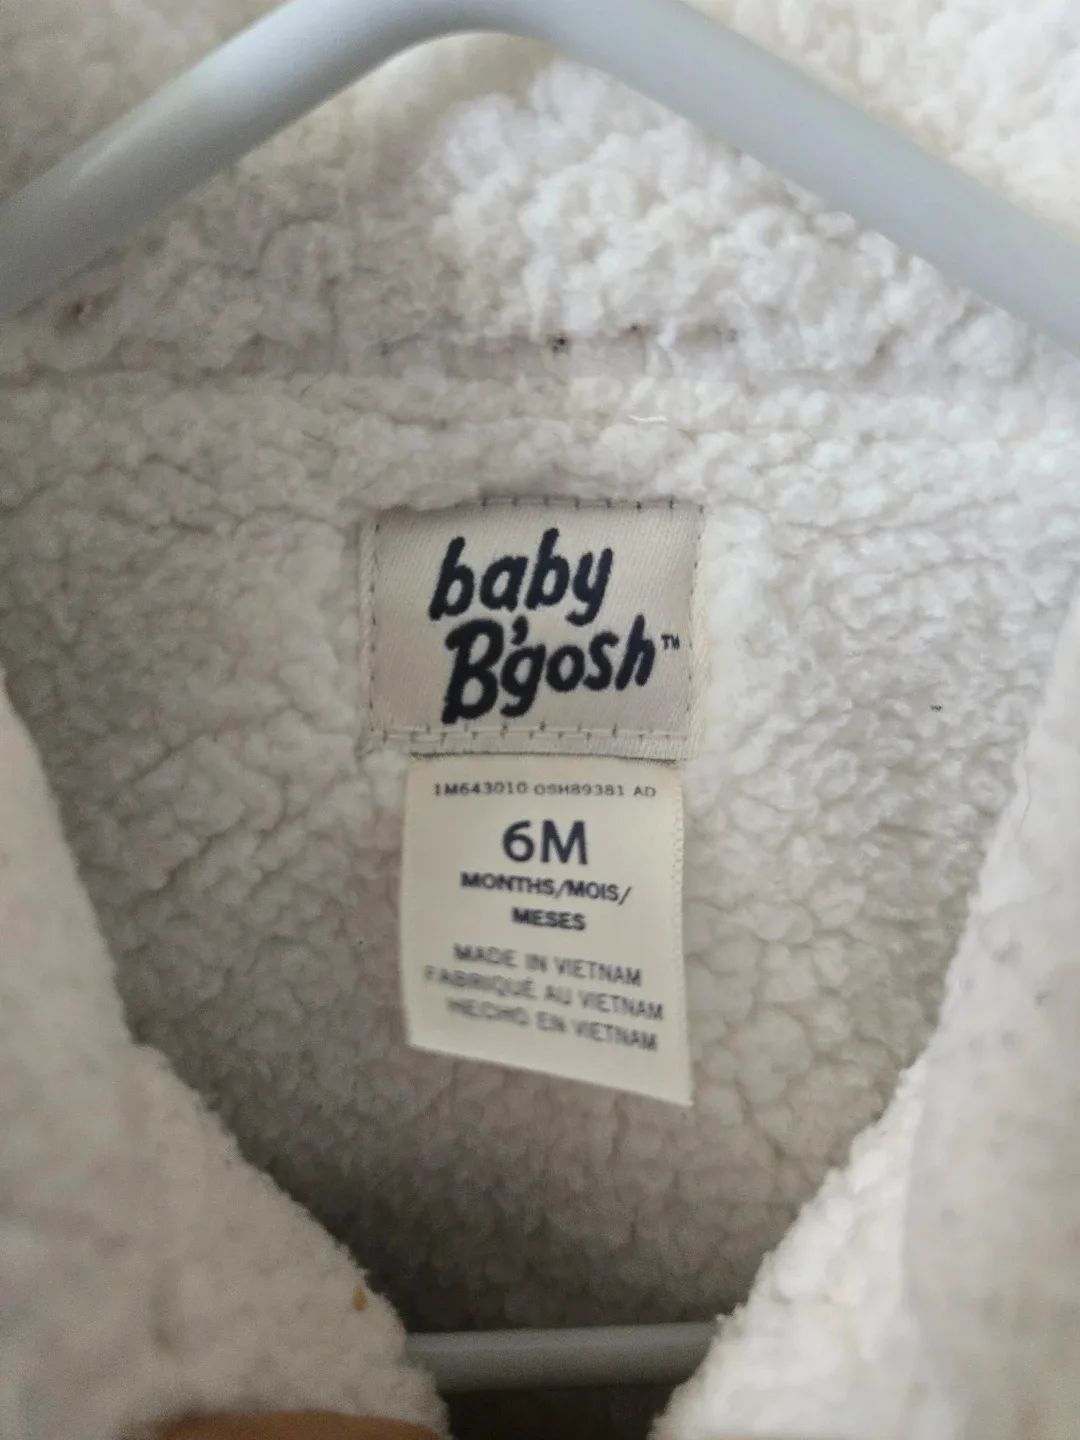 baby
B'gosh™
1M643010 OSH89381 AD
6M
MONTHS/MOIS/
MESES
MADE IN VIETNAM
FABRIQUÉ AU VIETNAM
HECHO EN VIETNAM